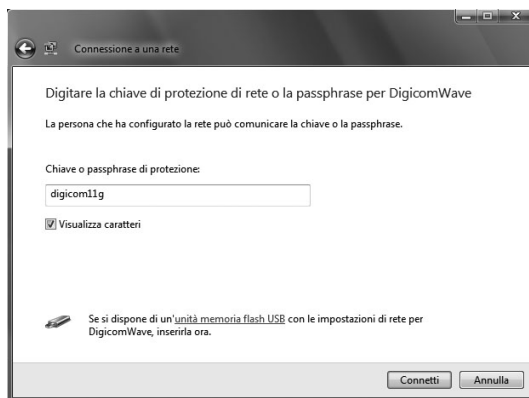 Connessione a una rete
Digitare la chiave di protezione di rete o la passphrase per DigicomWave
La persona che ha configurato la rete può comunicare la chiave o la passphrase.
Chiave o passphrase di protezione:
digicom11g
Visualizza caratteri
Se si dispone di un'unità memoria flash USB con le impostazioni di rete per
DigicomWave, inserirla ora.
Connetti Annulla